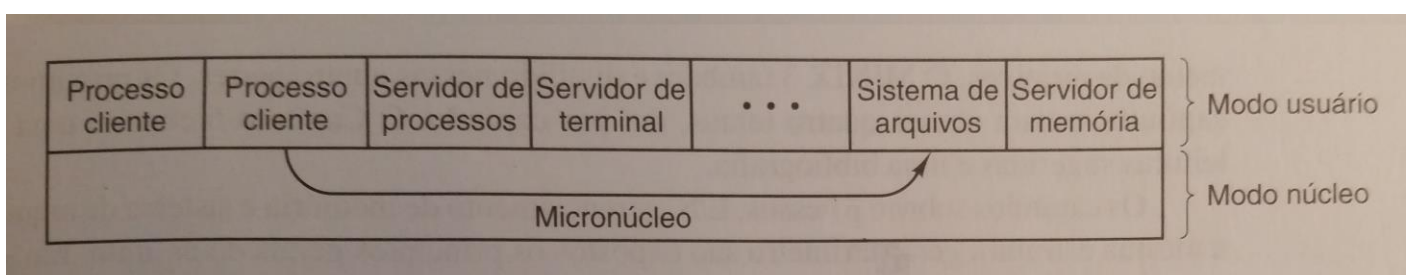 Processo cliente
Processo cliente
Servidor de processos
Servidor de terminal
• • •
Sistema de arquivos
Servidor de memória
Modo usuário
Micronúcleo
Modo núcleo